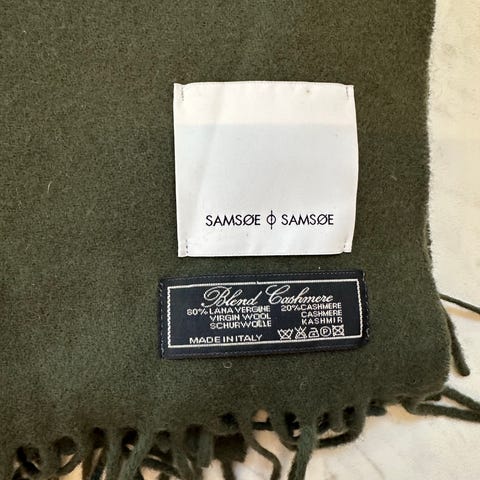 SAMSØE ϕ SAMSØE
Blend Cashmere
80% LANA VERGINE 20% CASHMERE
VIRGIN WOOL CASHMERE
SCHURWOLLE KASHMIR
MADE IN ITALY